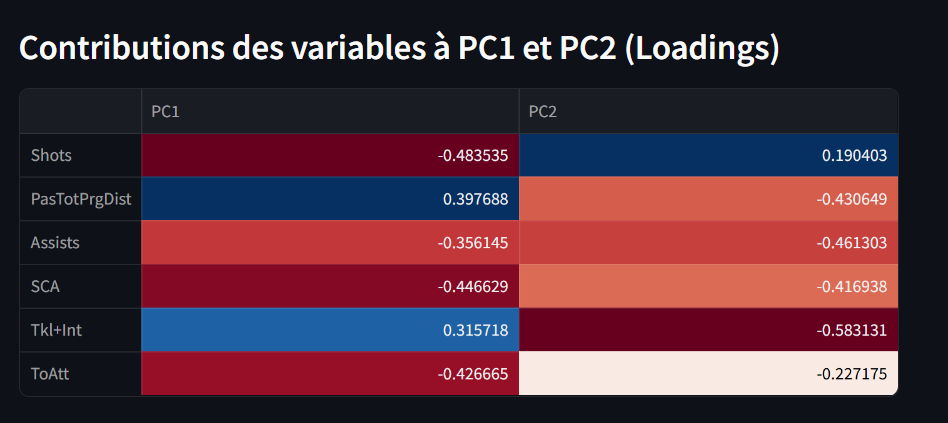 Contributions des variables à PC1 et PC2 (Loadings)
PC1 PC2
Shots -0.483535 0.190403
PasTotPrgDist 0.397688 -0.430649
Assists -0.356145 -0.461303
SCA -0.446629 -0.416938
Tkl+Int 0.315718 -0.583131
ToAtt -0.426665 -0.227175